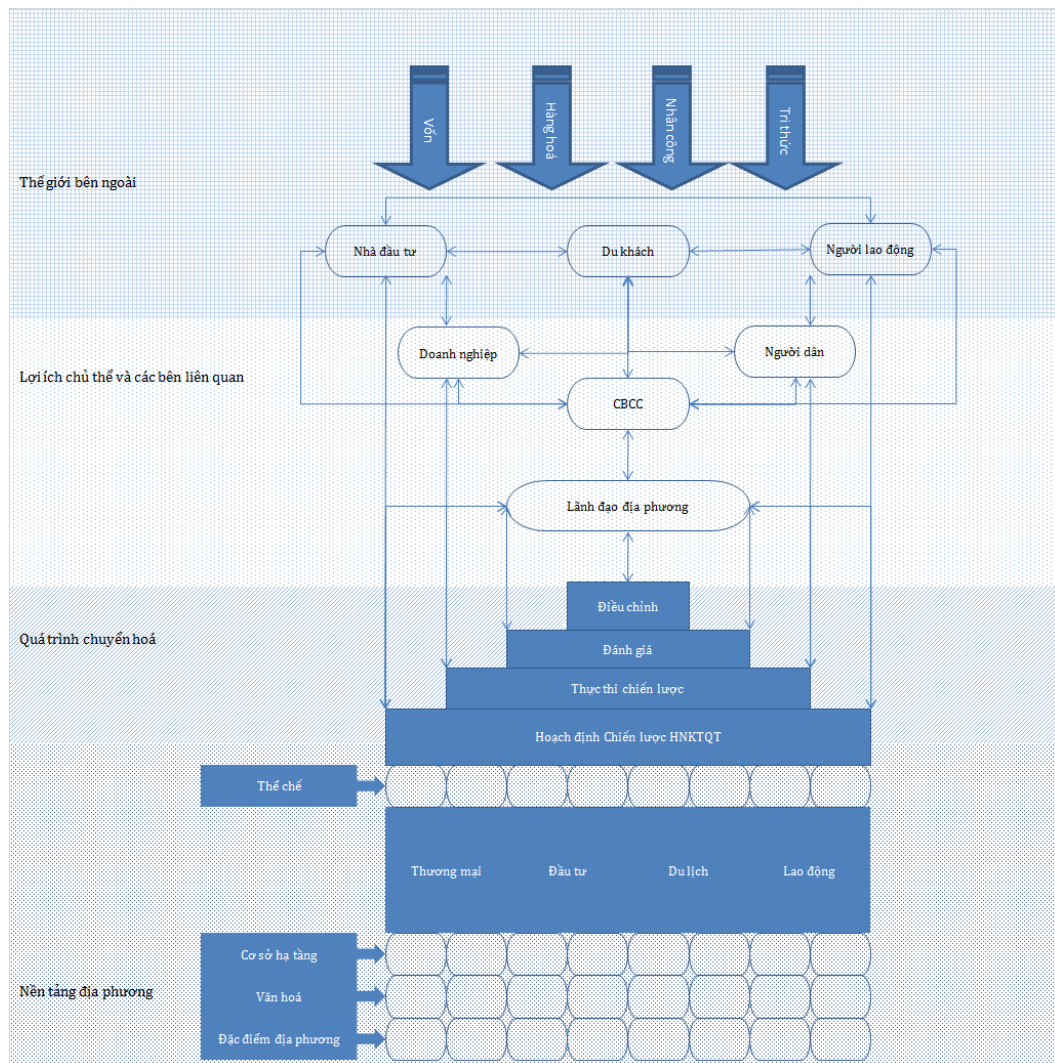 Vốn
Hàng hoá
Nhân công
Tri thức
Thế giới bên ngoài
Nhà đầu tư
Du khách
Người lao động
Doanh nghiệp
Người dân
Lợi ích chủ thể và các bên liên quan
CBCC
Lãnh đạo địa phương
Điều chỉnh
Quá trình chuyển hoá
Đánh giá
Thực thi chiến lược
Hoạch định Chiến lược HNKTQT
Thể chế
Thương mại
Đầu tư
Du lịch
Lao động
Cơ sở hạ tầng
Nền tảng địa phương
Văn hoá
Đặc điểm địa phương